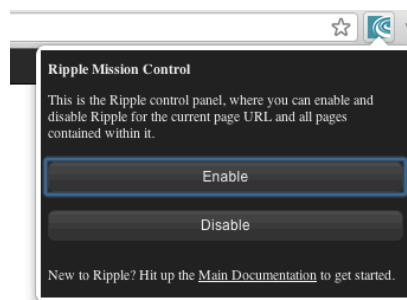 Ripple Mission Control
This is the Ripple control panel, where you can enable and
disable Ripple for the current page URL and all pages
contained within it.
Enable
Disable
New to Ripple? Hit up the Main Documentation to get started.